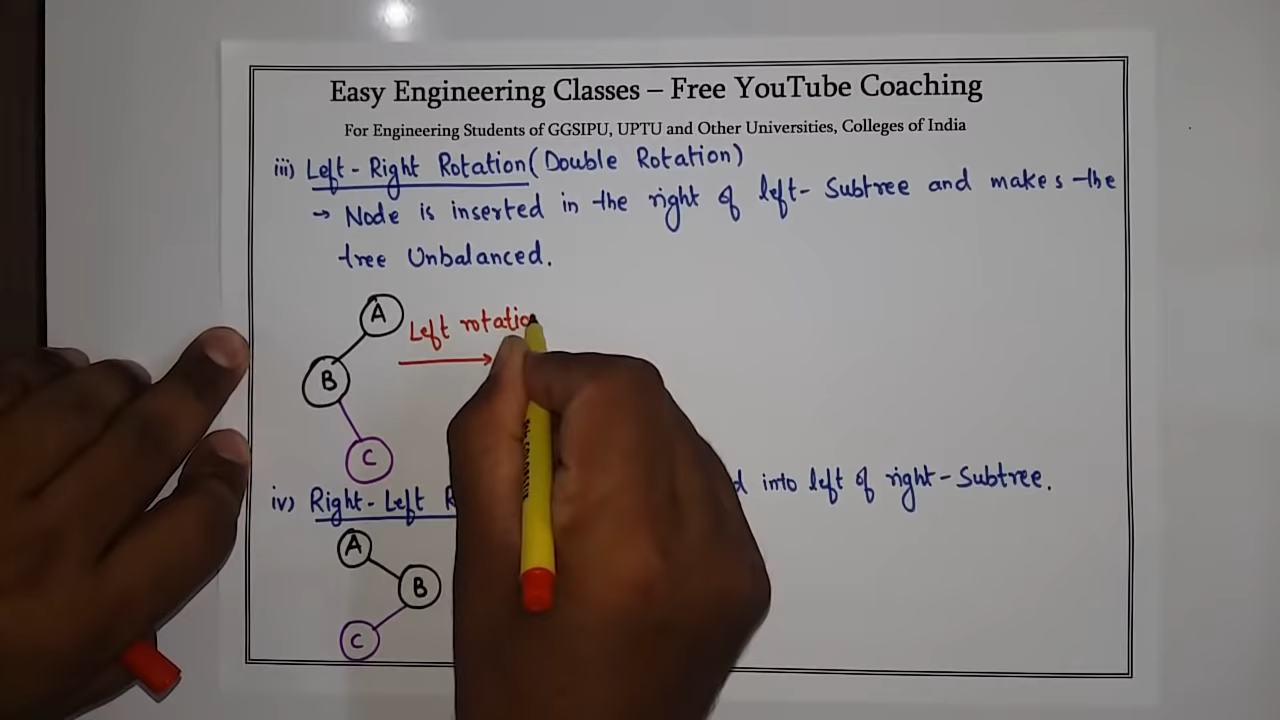 Easy Engineering Classes – Free YouTube Coaching
For Engineering Students of GGSIPU, UPTU and Other Universities, Colleges of India
iii) Left-Right Rotation (Double Rotation)
→ Node is inserted in the right of left-Subtree and makes the
tree Unbalanced.
A
Left rotatio
B
C
iv) Right-Left into left of right-Subtree.
A
B
C